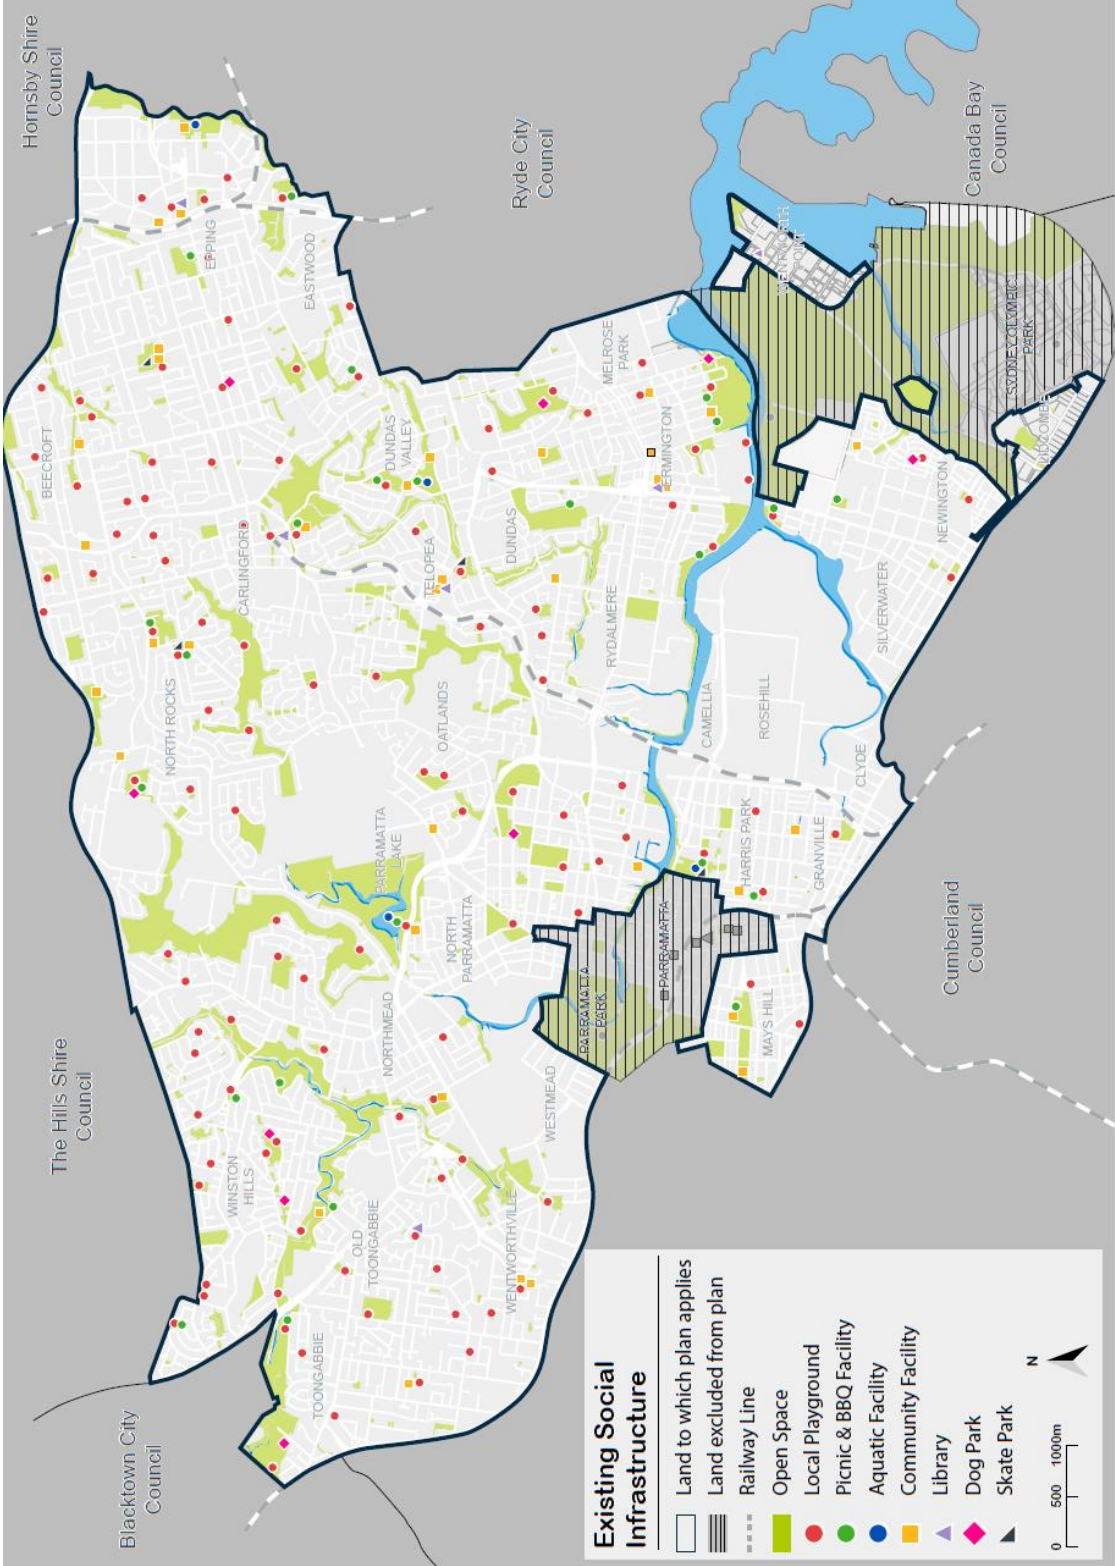 Hornsby Shire
Council
Ryde City
Council
Canada Bay
Council
The Hills Shire
Council
Blacktown City
Council
Cumberland
Council
BEECROFT
EPPING
EASTWOOD
CARLINGFORD
DUNDAS
VALLEY
TELOPEA
DUNDAS
MELROSE
PARK
ERMINGTON
WENTWORTH
POINT
SYDNEY OLYMPIC
PARK
LIDCOMBE
NEWINGTON
SILVERWATER
RYDALMERE
CAMELLIA
ROSEHILL
CLYDE
NORTH ROCKS
OATLANDS
PARRAMATTA
LAKE
NORTH
PARRAMATTA
HARRIS PARK
GRANVILLE
PARRAMATTA
PARRAMATTA
PARK
MAYS HILL
NORTHMEAD
WESTMEAD
WINSTON
HILLS
OLD
TOONGABBIE
WENTWORTHVILLE
TOONGABBIE
Existing Social
Infrastructure
Land to which plan applies
Land excluded from plan
Railway Line
Open Space
Local Playground
Picnic & BBQ Facility
Aquatic Facility
Community Facility
Library
Dog Park
Skate Park
0 500 1000m
N